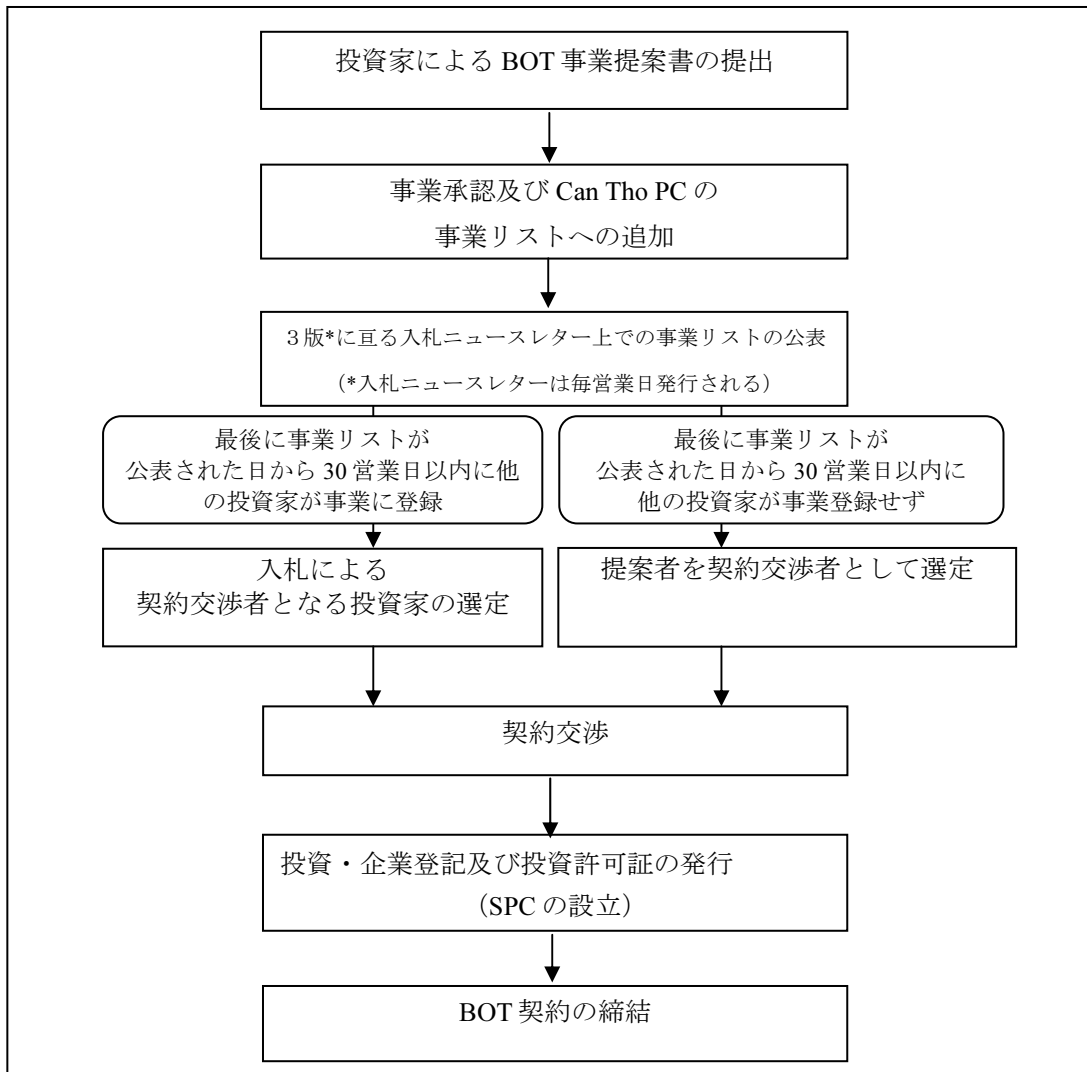 投資家による BOT 事業提案書の提出
事業承認及び Can Tho PC の
事業リストへの追加
３版*に亘る入札ニュースレター上での事業リストの公表
（*入札ニュースレターは毎営業日発行される）
最後に事業リストが
公表された日から 30 営業日以内に他
の投資家が事業に登録
最後に事業リストが
公表された日から 30 営業日以内に
他の投資家が事業登録せず
入札による
契約交渉者となる投資家の選定
提案者を契約交渉者として選定
契約交渉
投資・企業登記及び投資許可証の発行
（SPC の設立）
BOT 契約の締結